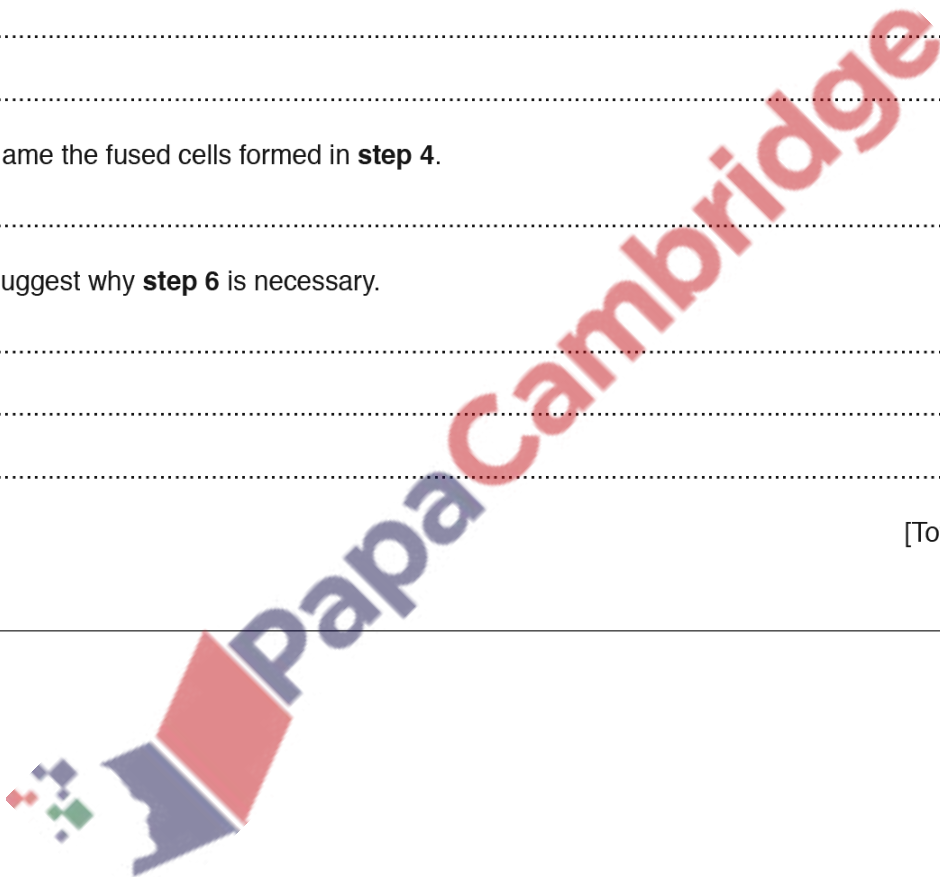 ame the fused cells formed in step 4.
uggest why step 6 is necessary.
[To
PapaCambridge